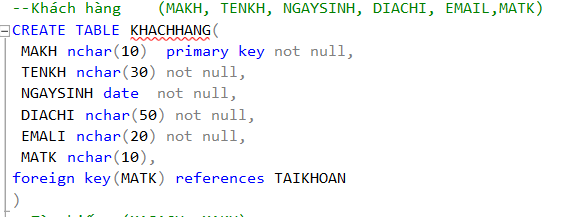 --Khách hàng (MAKH, TENKH, NGAYSINH, DIACHI, EMAIL,MATK)
CREATE TABLE KHACHHANG(
MAKH nchar(10) primary key not null,
TENKH nchar(30) not null,
NGAYSINH date not null,
DIACHI nchar(50) not null,
EMALI nchar(20) not null,
MATK nchar(10),
foreign key(MATK) references TAIKHOAN
)